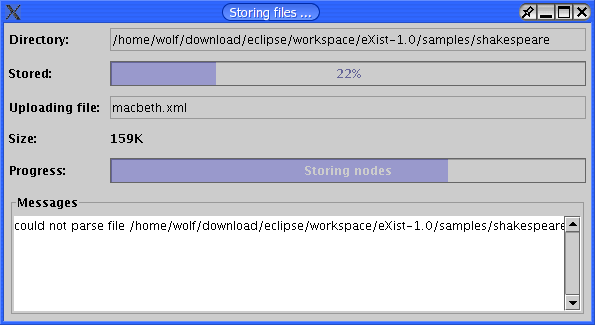 Storing files ...
Directory: /home/wolf/download/eclipse/workspace/eXist-1.0/samples/shakespeare
Stored: 22%
Uploading file: macbeth.xml
Size: 159K
Progress: Storing nodes
Messages
could not parse file /home/wolf/download/eclipse/workspace/eXist-1.0/samples/shakespeare